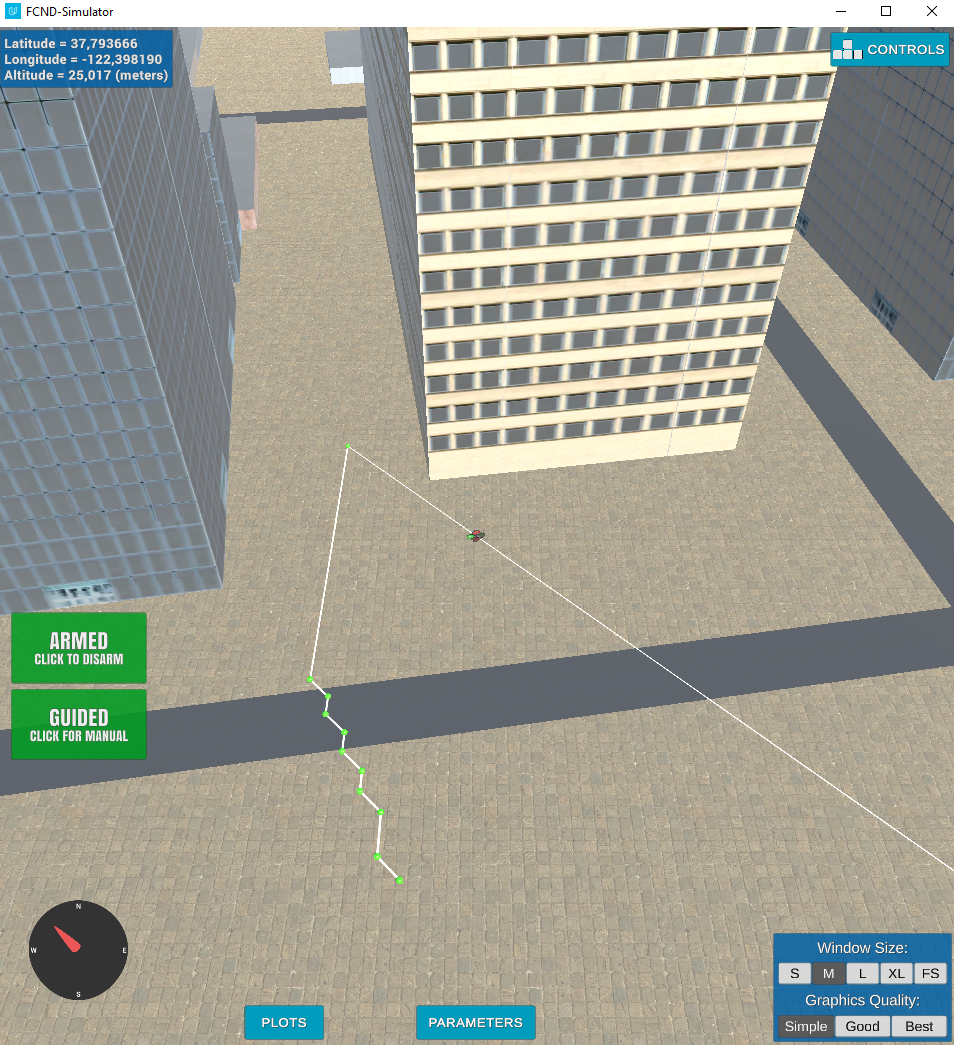 FCND-Simulator
Latitude = 37,793666
Longitude = -122,398190
Altitude = 25,017 (meters)
CONTROLS
ARMED
CLICK TO DISARM
GUIDED
CLICK FOR MANUAL
N
W E
S
PLOTS
PARAMETERS
Window Size:
S M L XL FS
Graphics Quality:
Simple Good Best